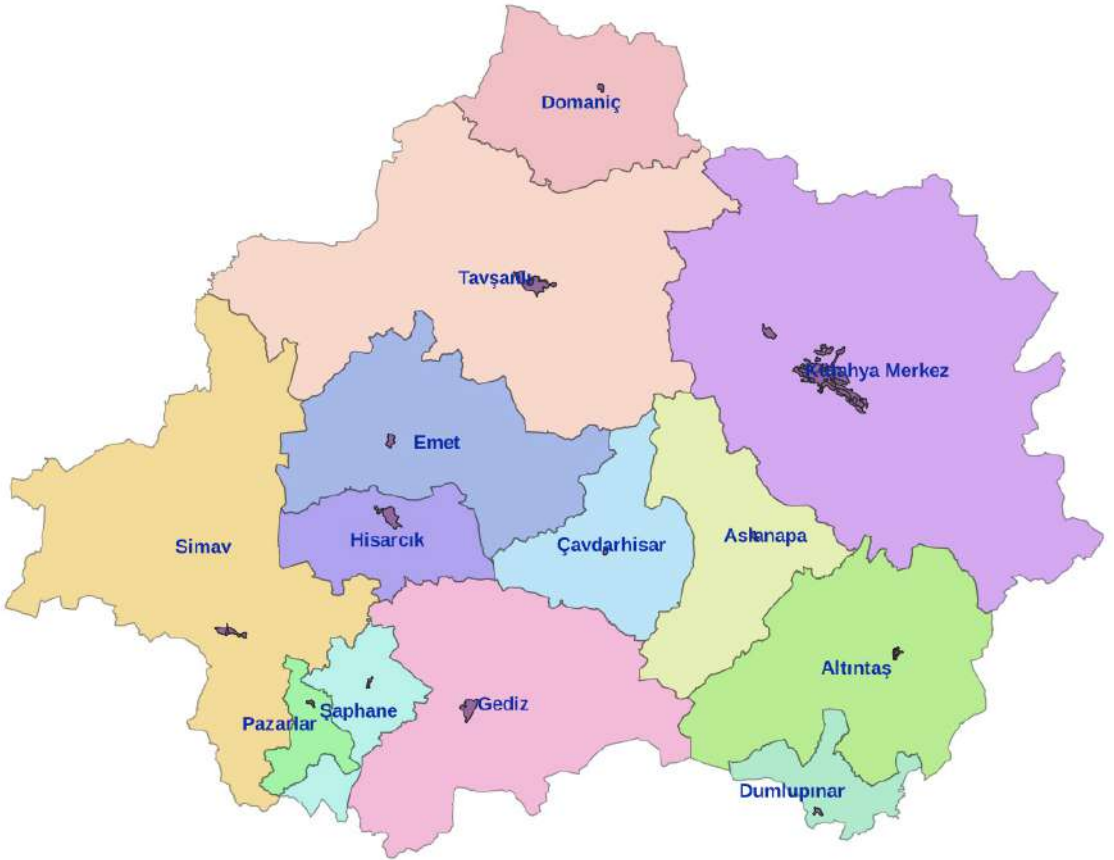 Domaniç
Tavşanlı
Kütahya Merkez
Emet
Hisarcık
Simav
Çavdarhisar
Aslanapa
Altıntaş
Gediz
Şaphane
Pazarlar
Dumlupınar